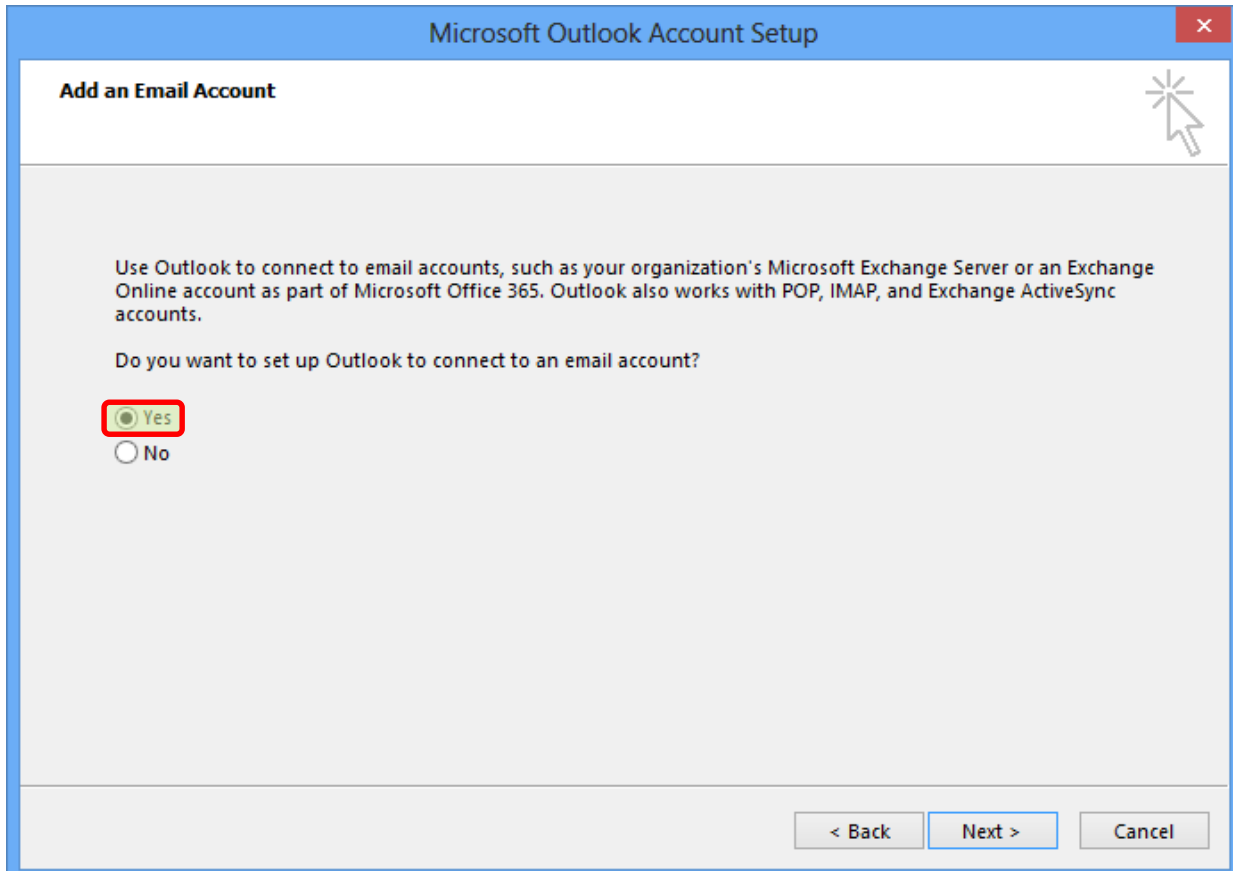 Microsoft Outlook Account Setup
Add an Email Account
Use Outlook to connect to email accounts, such as your organization's Microsoft Exchange Server or an Exchange
Online account as part of Microsoft Office 365. Outlook also works with POP, IMAP, and Exchange ActiveSync
accounts.
Do you want to set up Outlook to connect to an email account?
Yes
No
< Back Next > Cancel